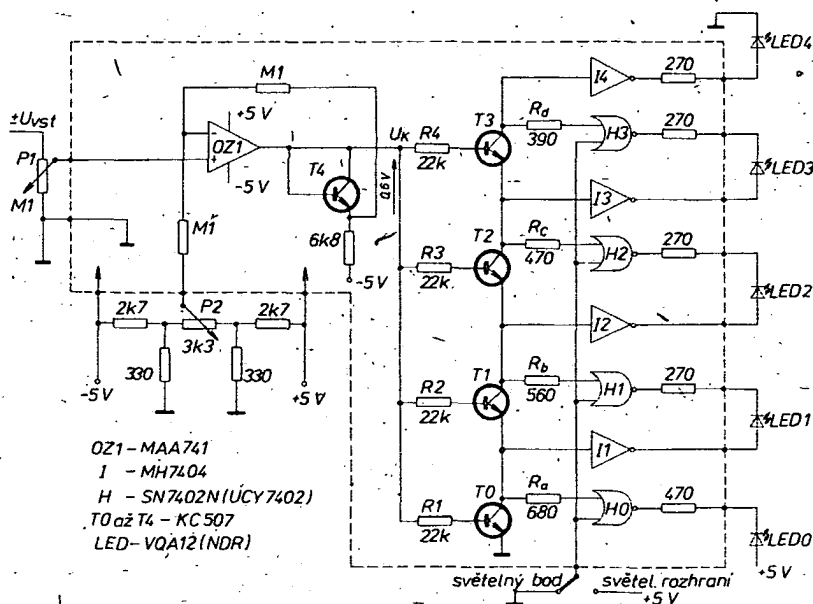 LED4
M1
I4
270
+5 V
±Uvst
OZ1
UK
R4
22k
T3
Rd
390
H3
270
P1
M1
-5 V
T4
0,6 V
LED3
I3
M1
6k8
-5 V
R3
22k
T2
Rc
470
H2
270
2k7
P2
3k3
2k7
LED2
I2
330
330
-5 V
+5 V
R2
22k
T1
Rb
560
H1
270
OZ1 - MAA741
I - MH7404
H - SN7402N (UCY7402)
T0 až T4 - KC507
LED - VQA12 (NDR)
LED1
I1
R1
22k
T0
Ra
680
H0
470
LED0
+5 V
světelný bod
světel. rozhraní
+5 V